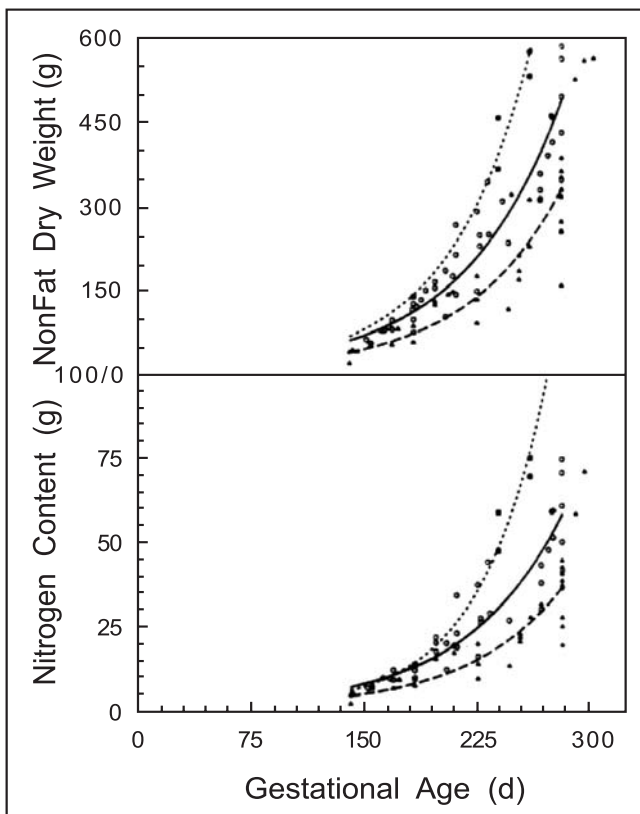 600
450
300
150
100/0
75
50
25
0
NonFat Dry Weight (g)
Nitrogen Content (g)
0 75 150 225 300
Gestational Age (d)